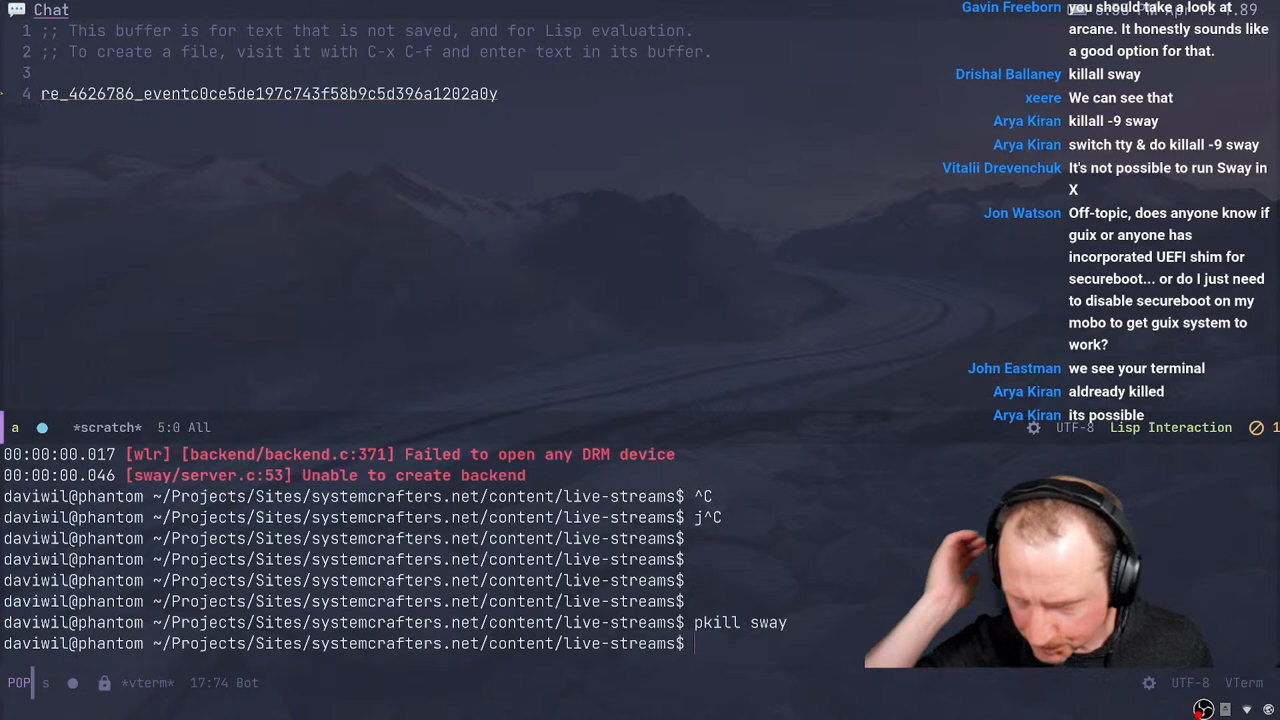 Chat
1 ;; This buffer is for text that is not saved, and for Lisp evaluation.
2 ;; To create a file, visit it with C-x C-f and enter text in its buffer.
3
4 re_4626786_eventc0ce5de197c743f58b9c5d396a1202a0y
a *scratch* 5:0 All UTF-8 Lisp Interaction 1
00:00:00.017 [wlr] [backend/backend.c:371] Failed to open any DRM device
00:00:00.046 [sway/server.c:53] Unable to create backend
daviwil@phantom ~/Projects/Sites/systemcrafters.net/content/live-streams$ ^C
daviwil@phantom ~/Projects/Sites/systemcrafters.net/content/live-streams$ j^C
daviwil@phantom ~/Projects/Sites/systemcrafters.net/content/live-streams$
daviwil@phantom ~/Projects/Sites/systemcrafters.net/content/live-streams$
daviwil@phantom ~/Projects/Sites/systemcrafters.net/content/live-streams$
daviwil@phantom ~/Projects/Sites/systemcrafters.net/content/live-streams$
daviwil@phantom ~/Projects/Sites/systemcrafters.net/content/live-streams$ pkill sway
daviwil@phantom ~/Projects/Sites/systemcrafters.net/content/live-streams$
POP s *vterm* 17:74 Bot UTF-8 VTerm
Gavin Freeborn you should take a look at
arcane. It honestly sounds like
a good option for that.
Drishal Ballaney killall sway
xeere We can see that
Arya Kiran killall -9 sway
Arya Kiran switch tty & do killall -9 sway
Vitalii Drevenchuk It's not possible to run Sway in
X
Jon Watson Off-topic, does anyone know if
guix or anyone has
incorporated UEFI shim for
secureboot... or do I just need
to disable secureboot on my
mobo to get guix system to
work?
John Eastman we see your terminal
Arya Kiran aldready killed
Arya Kiran its possible